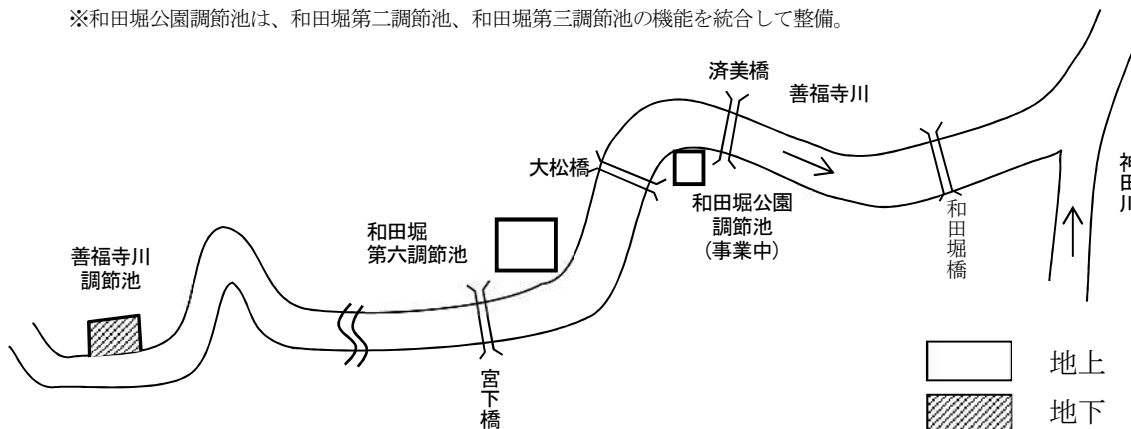 ※和田堀公園調節池は、和田堀第二調節池、和田堀第三調節池の機能を統合して整備。
済美橋
善福寺川
大松橋
神田川
和田堀公園
調節池
（事業中）
和田堀橋
和田堀
第六調節池
善福寺川
調節池
宮下橋
地上
地下